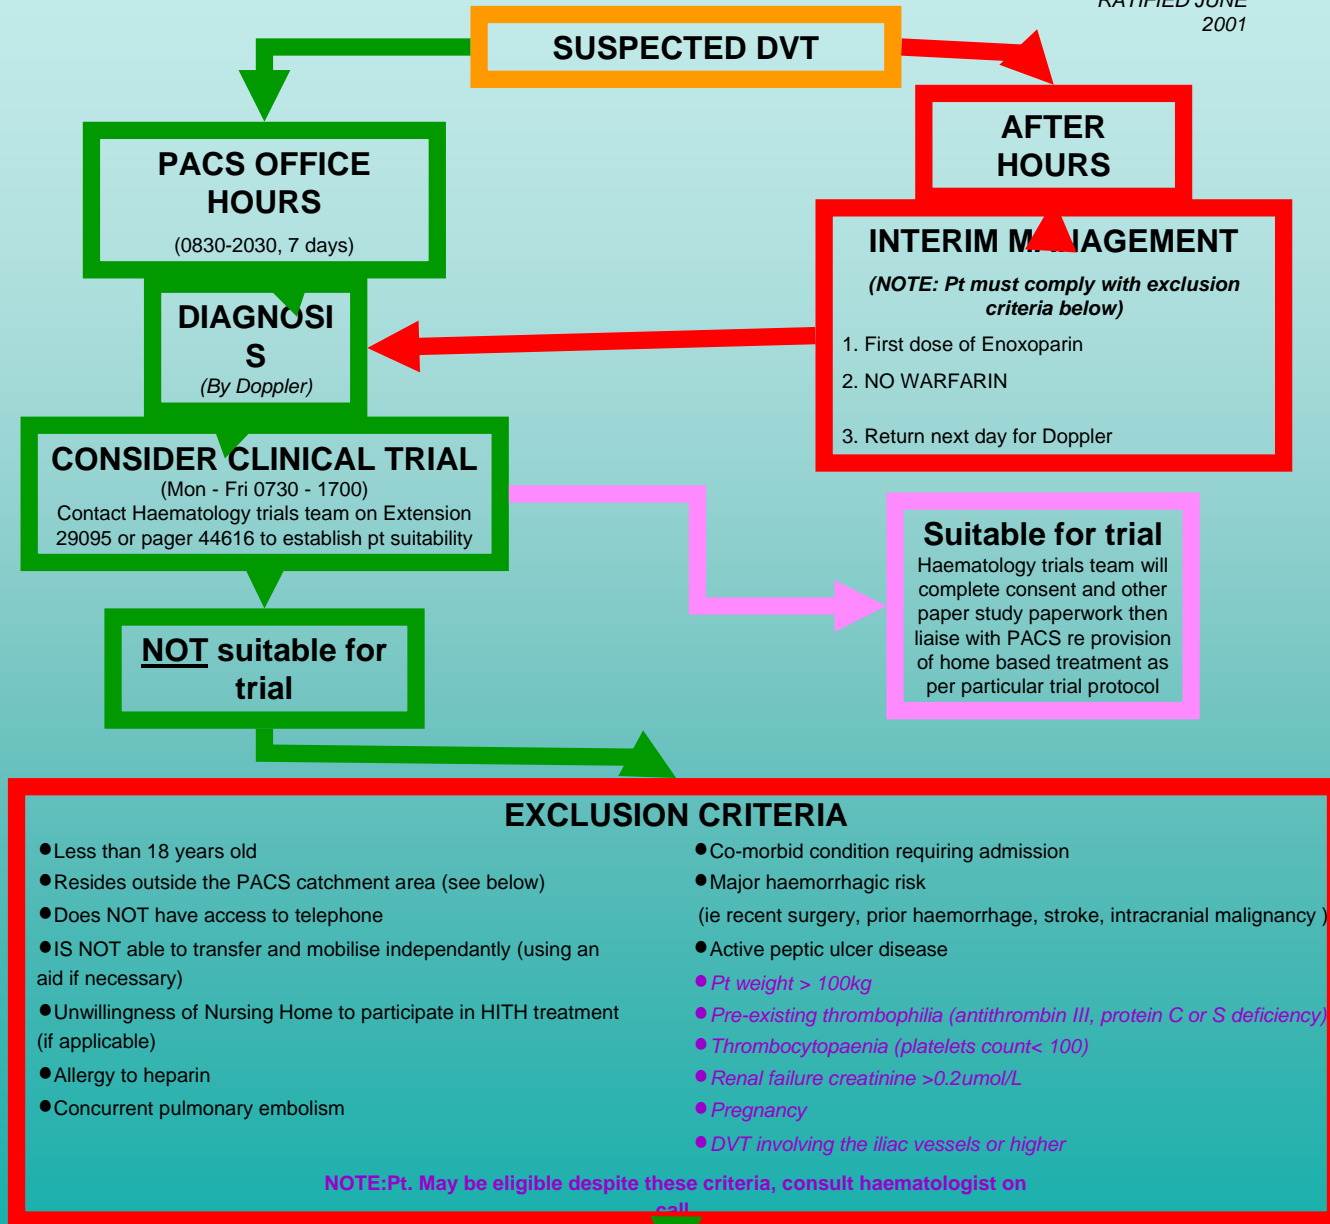 RATIFIED JUNE
2001
SUSPECTED DVT
PACS OFFICE
HOURS
(0830-2030, 7 days)
AFTER
HOURS
INTERIM MANAGEMENT
(NOTE: Pt must comply with exclusion
criteria below)
1. First dose of Enoxoparin
2. NO WARFARIN
3. Return next day for Doppler
DIAGNOSI
S
(By Doppler)
CONSIDER CLINICAL TRIAL
(Mon - Fri 0730 - 1700)
Contact Haematology trials team on Extension
29095 or pager 44616 to establish pt suitability
Suitable for trial
Haematology trials team will
complete consent and other
paper study paperwork then
liaise with PACS re provision
of home based treatment as
per particular trial protocol
NOT suitable for
trial
EXCLUSION CRITERIA
●Less than 18 years old
●Resides outside the PACS catchment area (see below)
●Does NOT have access to telephone
●IS NOT able to transfer and mobilise independantly (using an
aid if necessary)
●Unwillingness of Nursing Home to participate in HITH treatment
(if applicable)
●Allergy to heparin
●Concurrent pulmonary embolism
●Co-morbid condition requiring admission
●Major haemorrhagic risk
(ie recent surgery, prior haemorrhage, stroke, intracranial malignancy )
●Active peptic ulcer disease
●Pt weight > 100kg
●Pre-existing thrombophilia (antithrombin III, protein C or S deficiency)
●Thrombocytopaenia (platelets count< 100)
●Renal failure creatinine >0.2umol/L
●Pregnancy
●DVT involving the iliac vessels or higher
NOTE:Pt. May be eligible despite these criteria, consult haematologist on
call